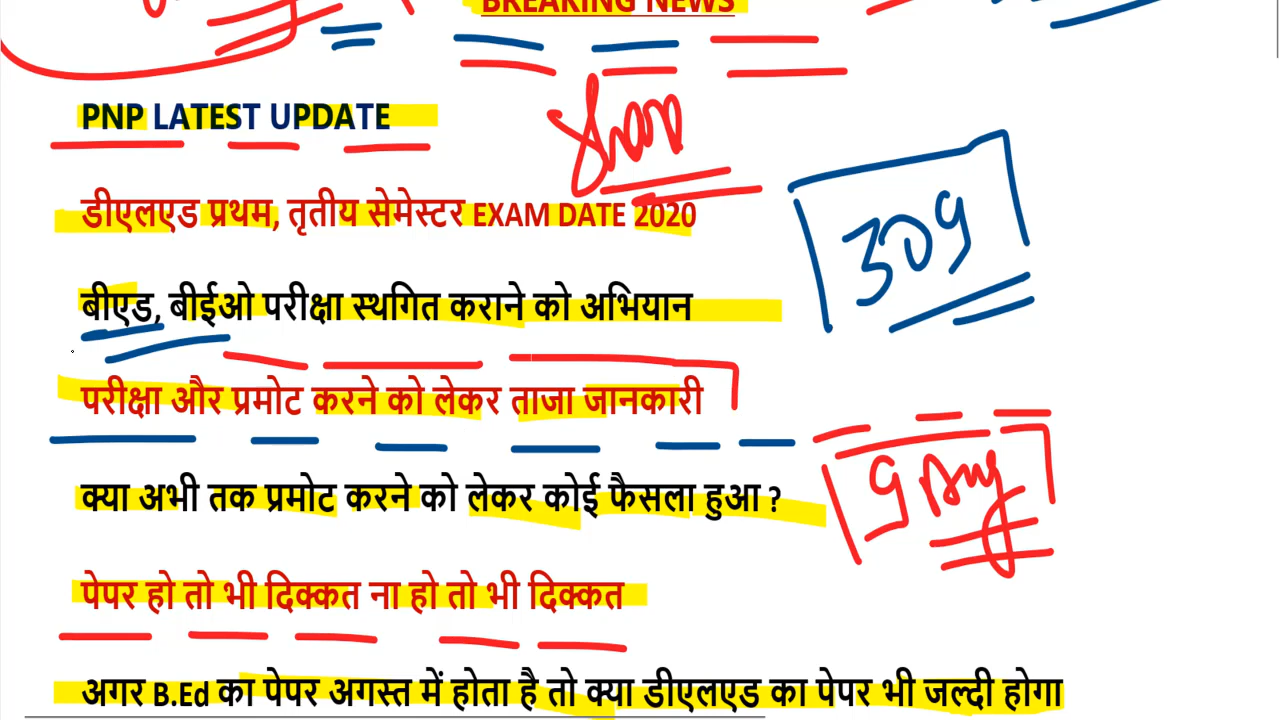 BREAKING NEWS
PNP LATEST UPDATE
डीएलएड प्रथम, तृतीय सेमेस्टर EXAM DATE 2020
309
बीएड, बीईओ परीक्षा स्थगित कराने को अभियान
परीक्षा और प्रमोट करने को लेकर ताजा जानकारी
क्या अभी तक प्रमोट करने को लेकर कोई फैसला हुआ ?
9 Aug
पेपर हो तो भी दिक्कत ना हो तो भी दिक्कत
अगर B.Ed का पेपर अगस्त में होता है तो क्या डीएलएड का पेपर भी जल्दी होगा